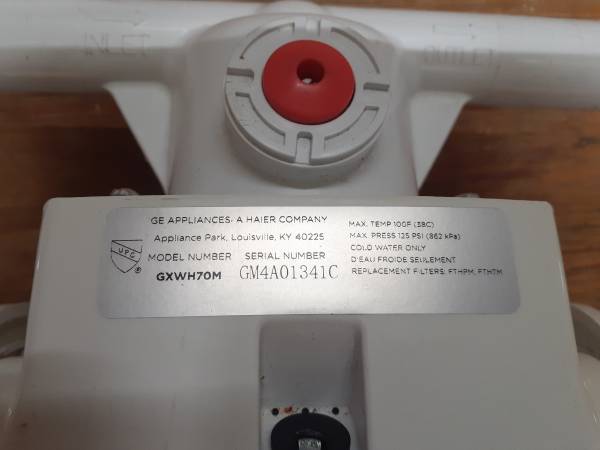 INLET
OUTLET
GE APPLIANCES, A HAIER COMPANY
Appliance Park, Louisville, KY 40225
UPC
MODEL NUMBER SERIAL NUMBER
GXWH70M GM4A01341C
MAX. TEMP 100F (38C)
MAX. PRESS 125 PSI (862 kPa)
COLD WATER ONLY
D'EAU FROIDE SEULEMENT
REPLACEMENT FILTERS: FTHPM, FTHTM